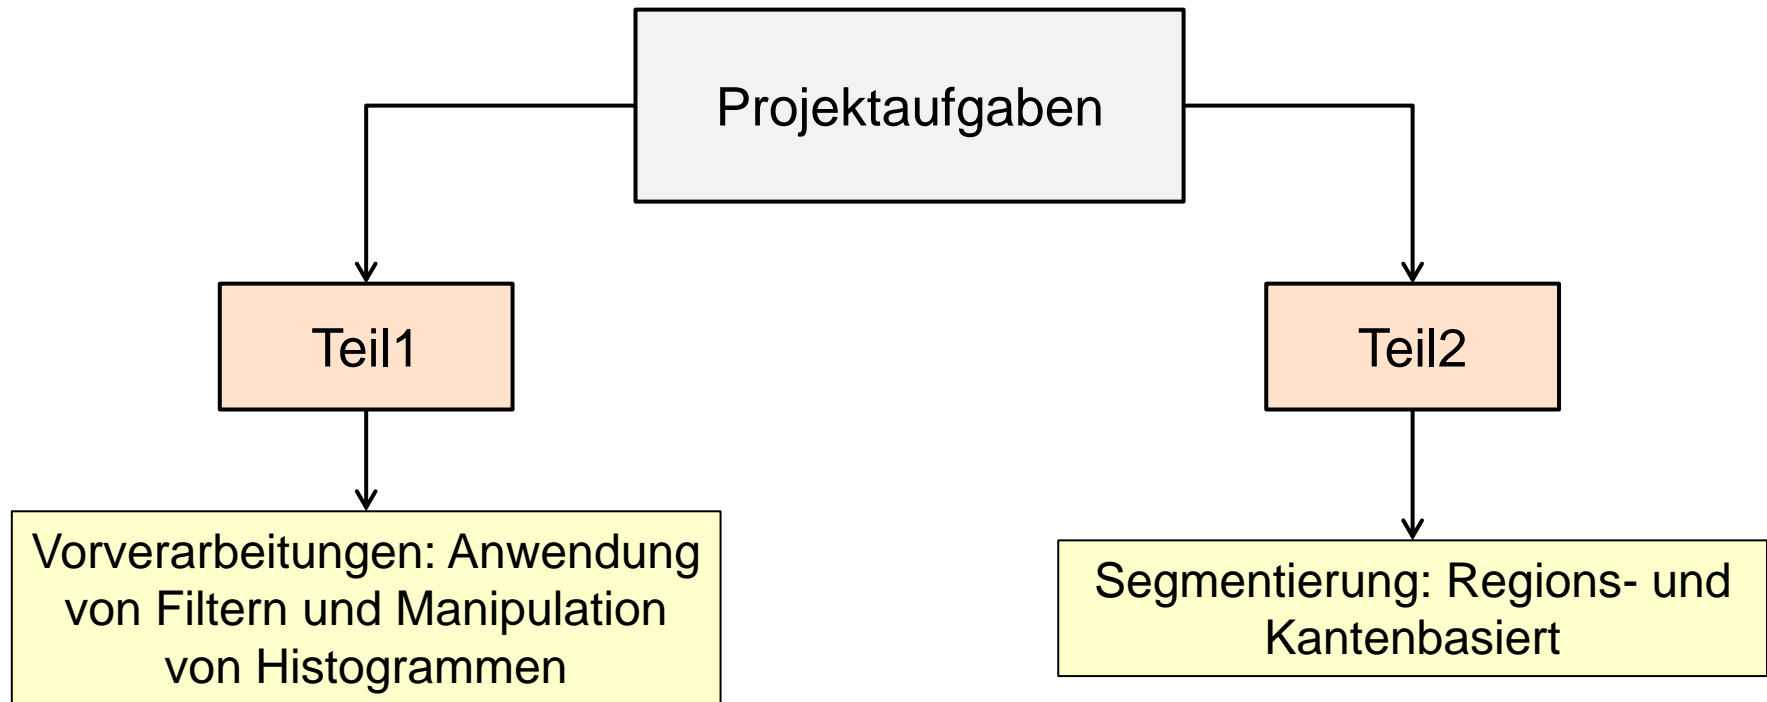 Projektaufgaben
Teil1
Teil2
Vorverarbeitungen: Anwendung
von Filtern und Manipulation
von Histogrammen
Segmentierung: Regions- und
Kantenbasiert